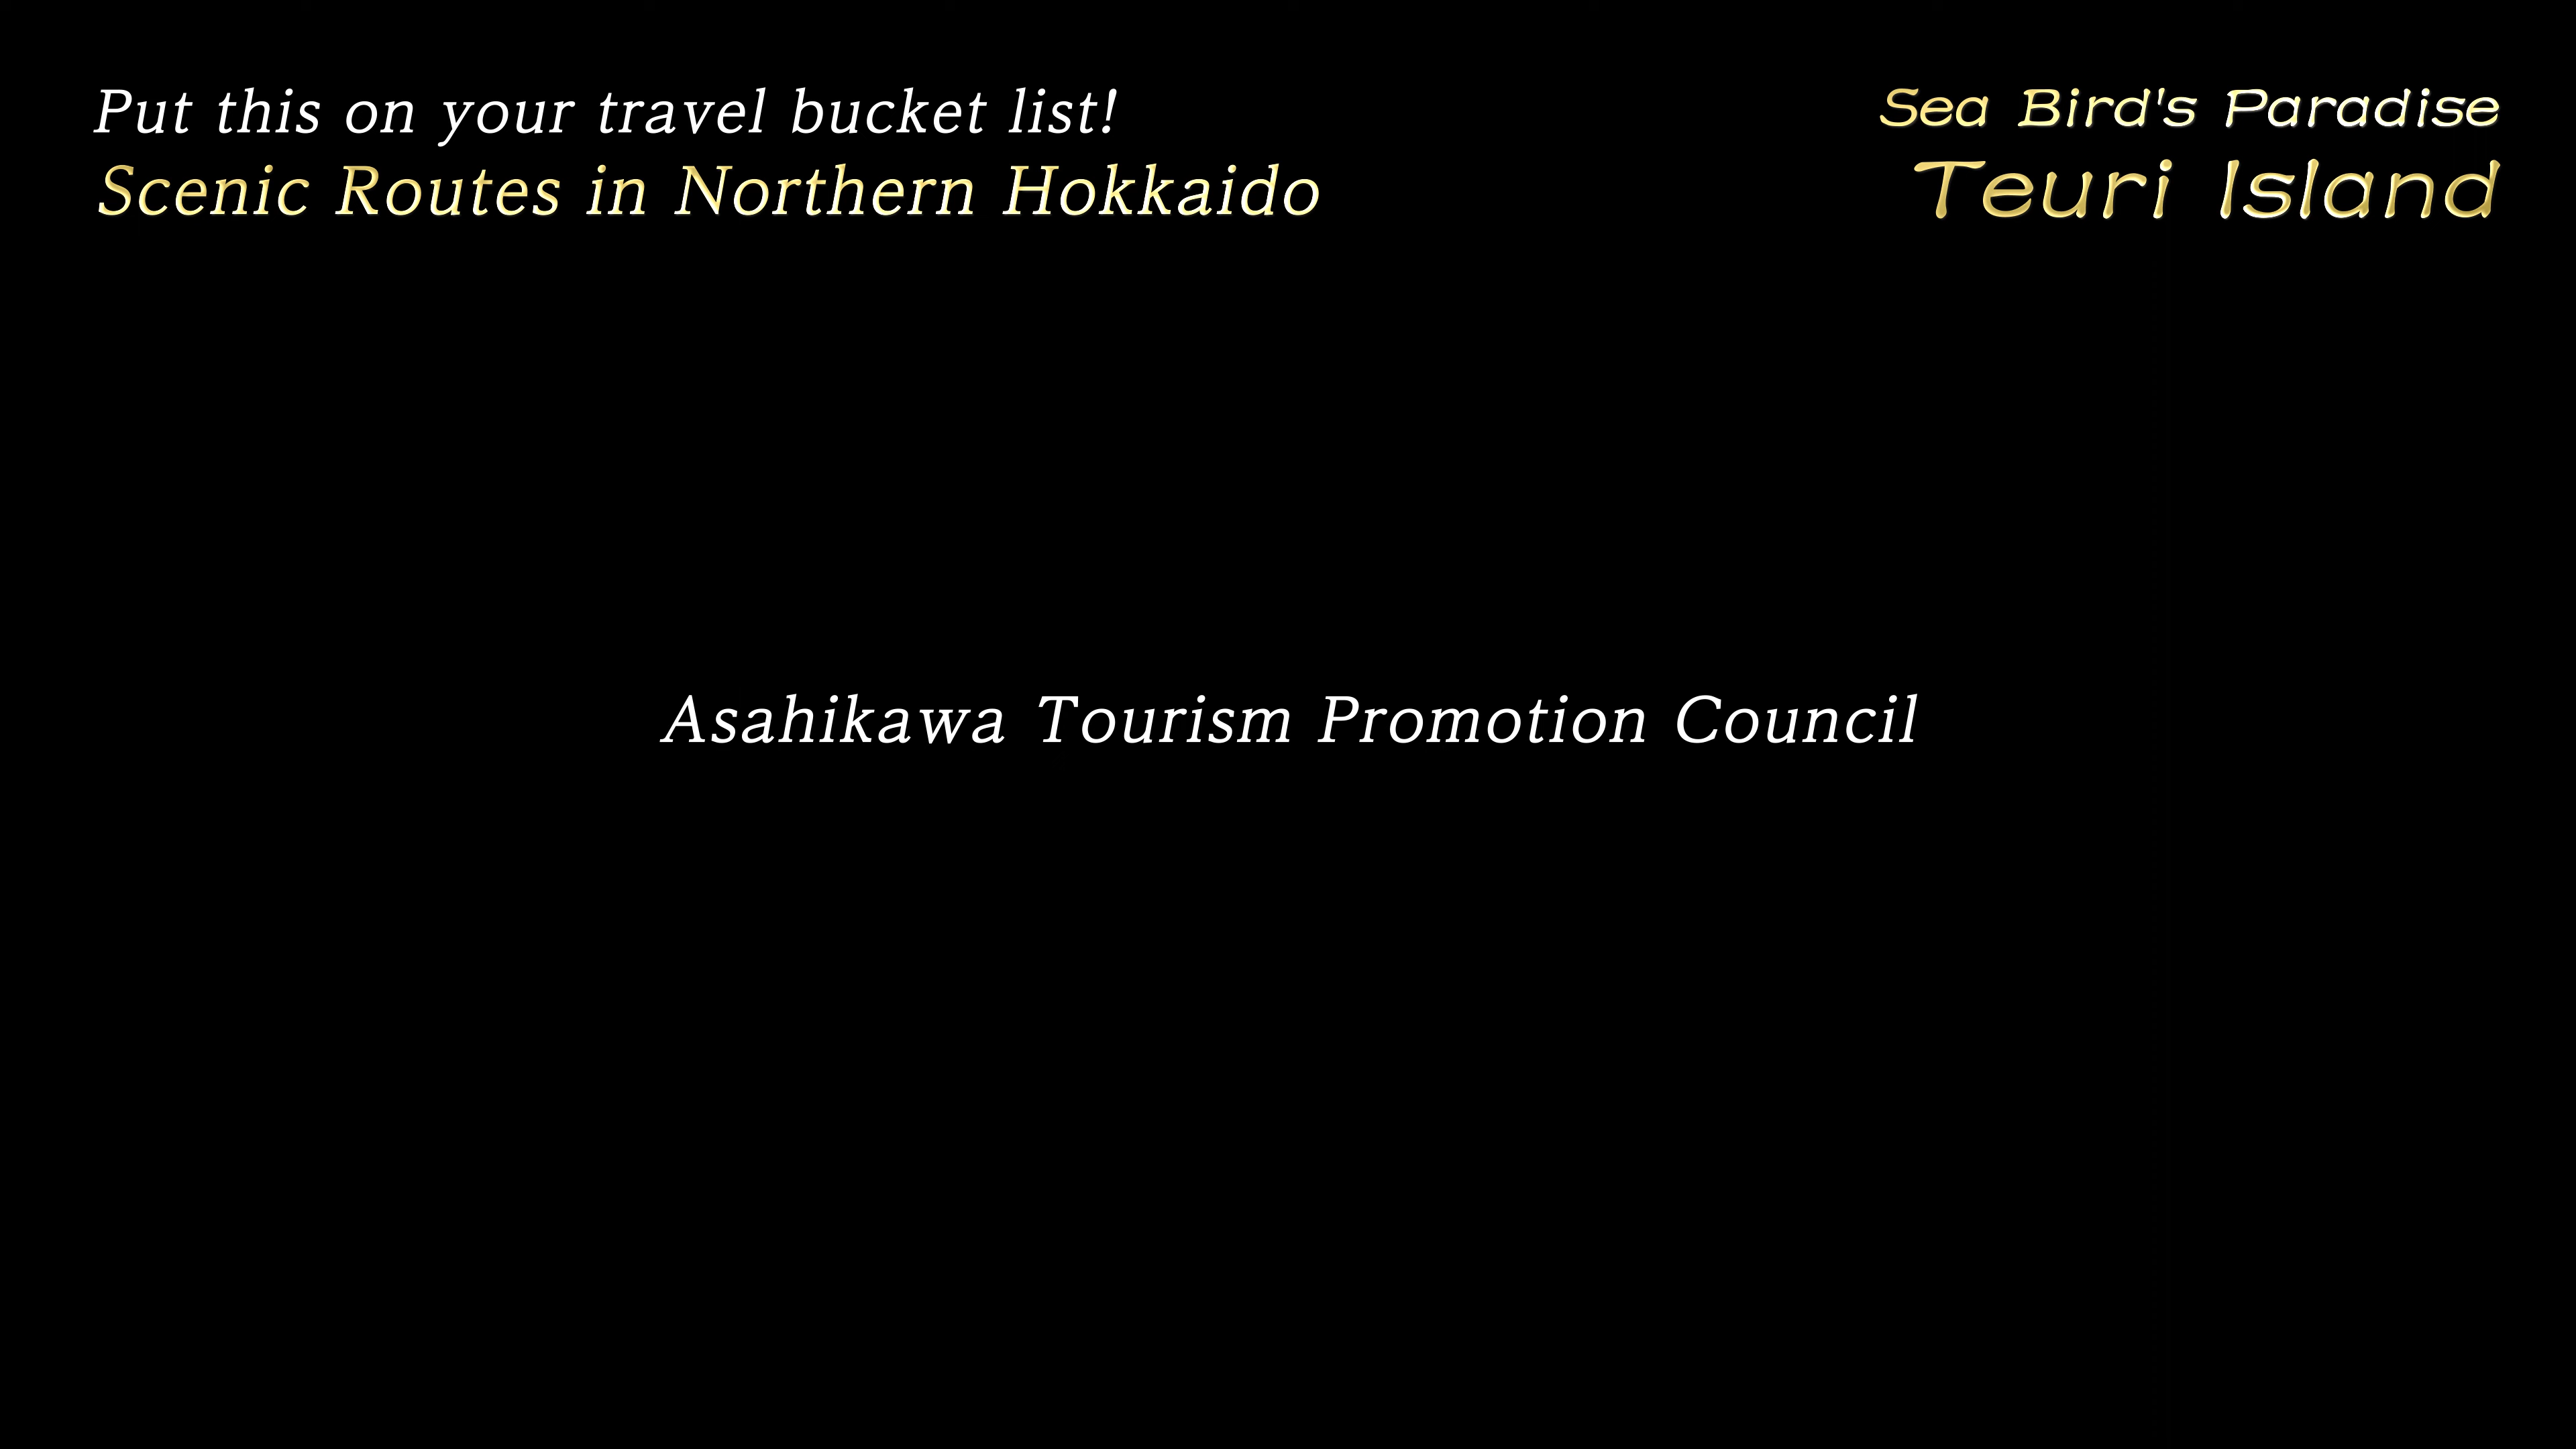 Put this on your travel bucket list!
Scenic Routes in Northern Hokkaido
Sea Bird's Paradise
Teuri Island
Asahikawa Tourism Promotion Council